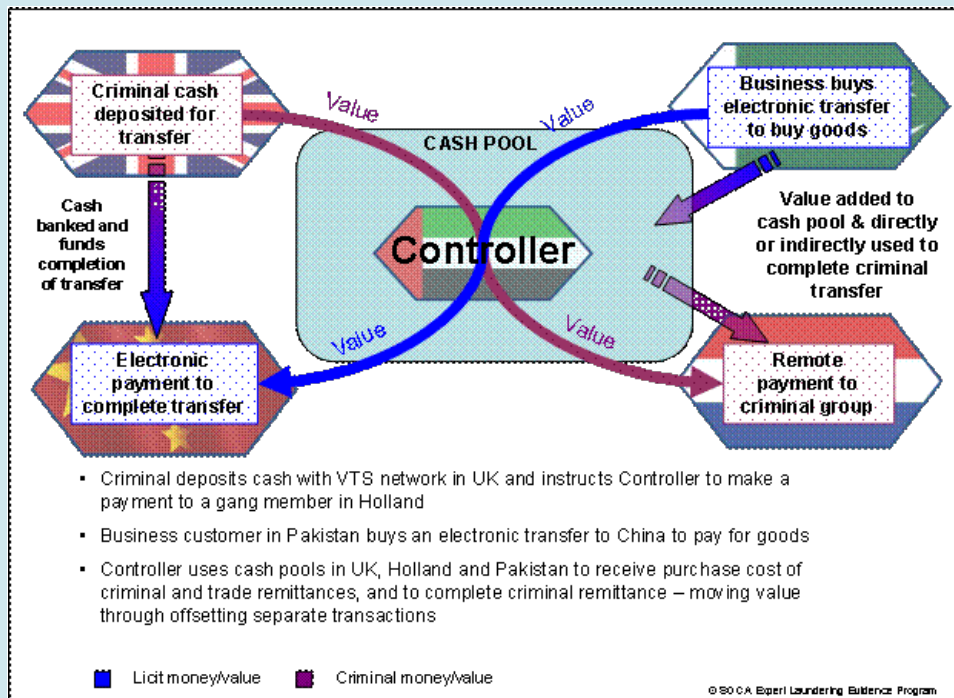 Criminal cash
deposited for
transfer
Value
Value
Business buys
electronic transfer
to buy goods
CASH POOL
Cash
banked and
funds
completion
of transfer
Controller
Value added to
cash pool & directly
or indirectly used to
complete criminal
transfer
Value
Value
Electronic
payment to
complete transfer
Remote
payment to
criminal group
▪ Criminal deposits cash with VTS network in UK and instructs Controller to make a
payment to a gang member in Holland
▪ Business customer in Pakistan buys an electronic transfer to China to pay for goods
▪ Controller uses cash pools in UK, Holland and Pakistan to receive purchase cost of
criminal and trade remittances, and to complete criminal remittance – moving value
through offsetting separate transactions
Licit money/value
Criminal money/value
© SOCA Expert Laundering Evidence Program